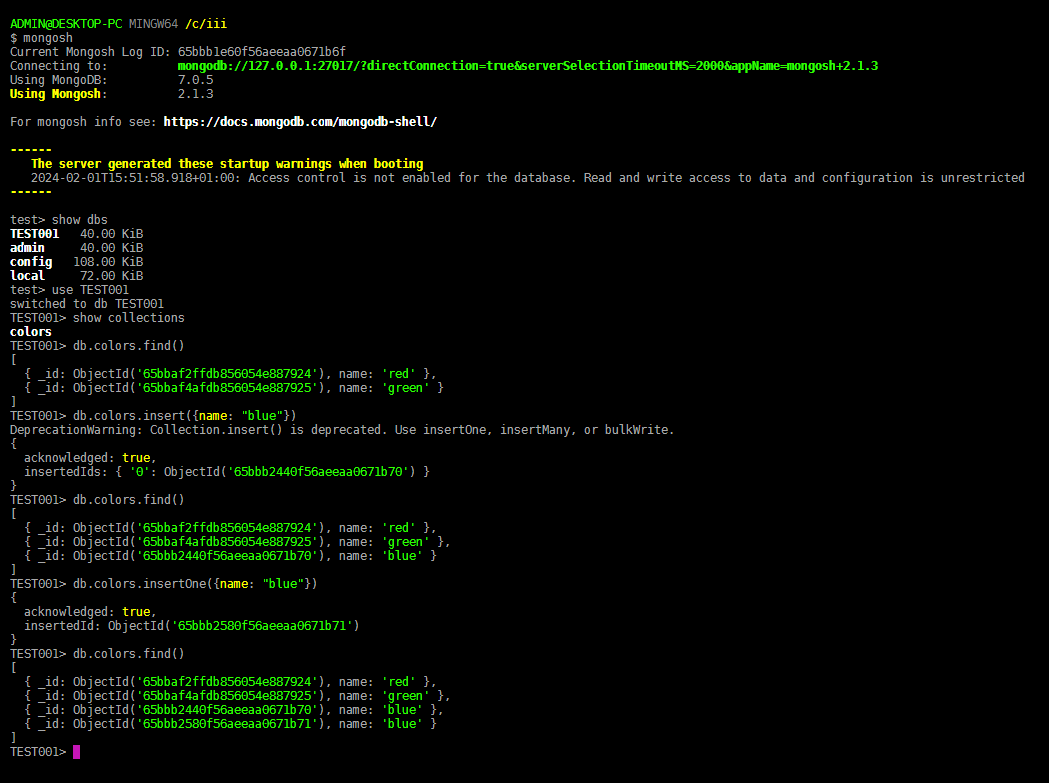 ADMIN@DESKTOP-PC MINGW64 /c/iii
$ mongosh
Current Mongosh Log ID: 65bbb1e60f56aeeaa0671b6f
Connecting to:          mongodb://127.0.0.1:27017/?directConnection=true&serverSelectionTimeoutMS=2000&appName=mongosh+2.1.3
Using MongoDB:          7.0.5
Using Mongosh:          2.1.3
For mongosh info see: https://docs.mongodb.com/mongodb-shell/
------
   The server generated these startup warnings when booting
   2024-02-01T15:51:58.918+01:00: Access control is not enabled for the database. Read and write access to data and configuration is unrestricted
------
test> show dbs
TEST001   40.00 KiB
admin     40.00 KiB
config   108.00 KiB
local     72.00 KiB
test> use TEST001
switched to db TEST001
TEST001> show collections
colors
TEST001> db.colors.find()
[
  { _id: ObjectId('65bbaf2ffdb856054e887924'), name: 'red' },
  { _id: ObjectId('65bbaf4afdb856054e887925'), name: 'green' }
]
TEST001> db.colors.insert({name: "blue"})
DeprecationWarning: Collection.insert() is deprecated. Use insertOne, insertMany, or bulkWrite.
{
  acknowledged: true,
  insertedIds: { '0': ObjectId('65bbb2440f56aeeaa0671b70') }
}
TEST001> db.colors.find()
[
  { _id: ObjectId('65bbaf2ffdb856054e887924'), name: 'red' },
  { _id: ObjectId('65bbaf4afdb856054e887925'), name: 'green' },
  { _id: ObjectId('65bbb2440f56aeeaa0671b70'), name: 'blue' }
]
TEST001> db.colors.insertOne({name: "blue"})
{
  acknowledged: true,
  insertedId: ObjectId('65bbb2580f56aeeaa0671b71')
}
TEST001> db.colors.find()
[
  { _id: ObjectId('65bbaf2ffdb856054e887924'), name: 'red' },
  { _id: ObjectId('65bbaf4afdb856054e887925'), name: 'green' },
  { _id: ObjectId('65bbb2440f56aeeaa0671b70'), name: 'blue' },
  { _id: ObjectId('65bbb2580f56aeeaa0671b71'), name: 'blue' }
]
TEST001>